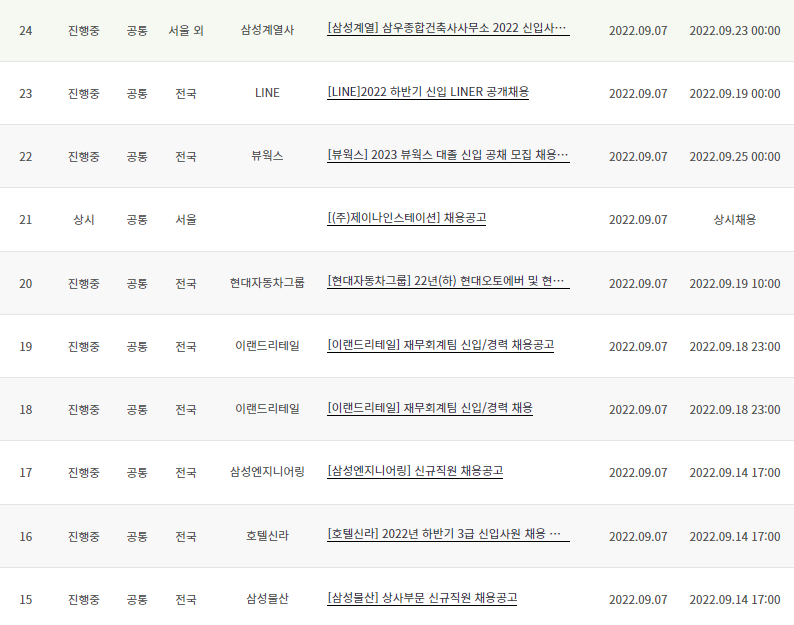 24 진행중 공통 서울 외 삼성계열사 [삼성계열] 삼우종합건축사사무소 2022 신입사… 2022.09.07 2022.09.23 00:00
23 진행중 공통 전국 LINE [LINE]2022 하반기 신입 LINER 공개채용 2022.09.07 2022.09.19 00:00
22 진행중 공통 전국 뷰웍스 [뷰웍스] 2023 뷰웍스 대졸 신입 공채 모집 채용… 2022.09.07 2022.09.25 00:00
21 상시 공통 서울 [(주)제이나인스테이션] 채용공고 2022.09.07 상시채용
20 진행중 공통 전국 현대자동차그룹 [현대자동차그룹] 22년(하) 현대오토에버 및 현… 2022.09.07 2022.09.19 10:00
19 진행중 공통 전국 이랜드리테일 [이랜드리테일] 재무회계팀 신입/경력 채용공고 2022.09.07 2022.09.18 23:00
18 진행중 공통 전국 이랜드리테일 [이랜드리테일] 재무회계팀 신입/경력 채용 2022.09.07 2022.09.18 23:00
17 진행중 공통 전국 삼성엔지니어링 [삼성엔지니어링] 신규직원 채용공고 2022.09.07 2022.09.14 17:00
16 진행중 공통 전국 호텔신라 [호텔신라] 2022년 하반기 3급 신입사원 채용 … 2022.09.07 2022.09.14 17:00
15 진행중 공통 전국 삼성물산 [삼성물산] 상사부문 신규직원 채용공고 2022.09.07 2022.09.14 17:00